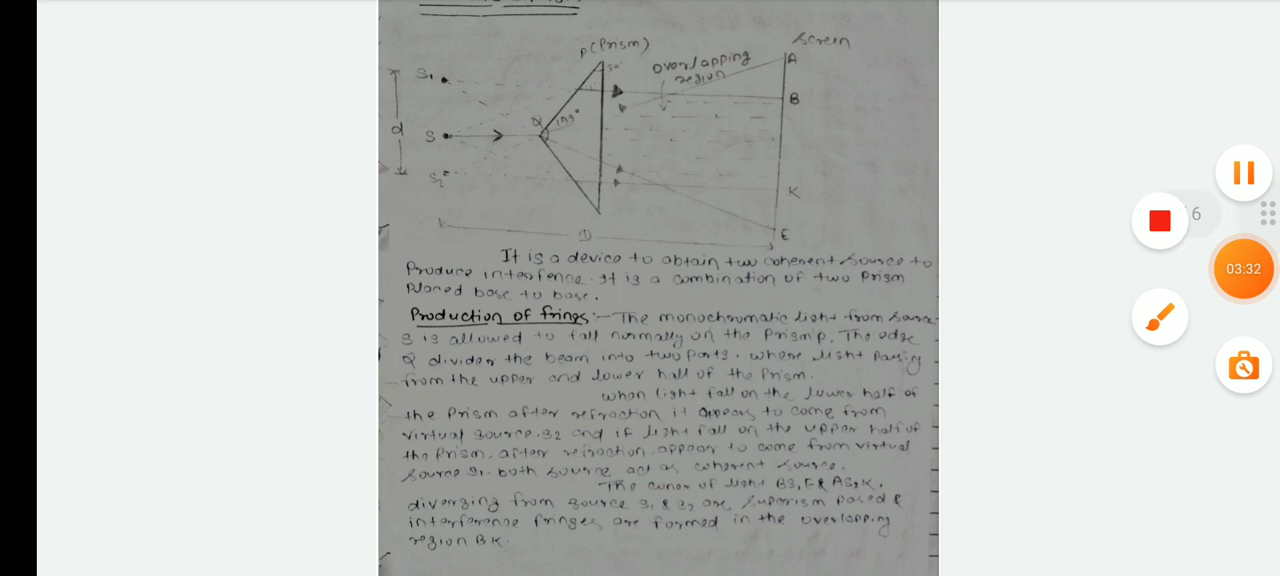 P(Prism)
Screen
30'
overlapping
region
A
S1
B
d
Q
179°
S
S2
K
D
E
It is a device to obtain two coherent source to
Produce interfence. It is a combination of two Prism
Placed base to base.
Production of frings:- The monochromatic light from source
S is allowed to fall normally on the Prism P. The edge
Q divides the beam into two parts. where light Passing
from the upper and lower half of the Prism.
When light fall on the lower half of
the Prism after refraction it appears to come from
virtual source S2 and if light fall on the upper half of
the Prism, after refraction appear to come from virtual
source S1. both source act as coherent source.
The cones of light BS1E & AS2K,
diverging from source S1 & S2 are posed &
interference fringes are formed in the overlapping
region BK.
6
03:32